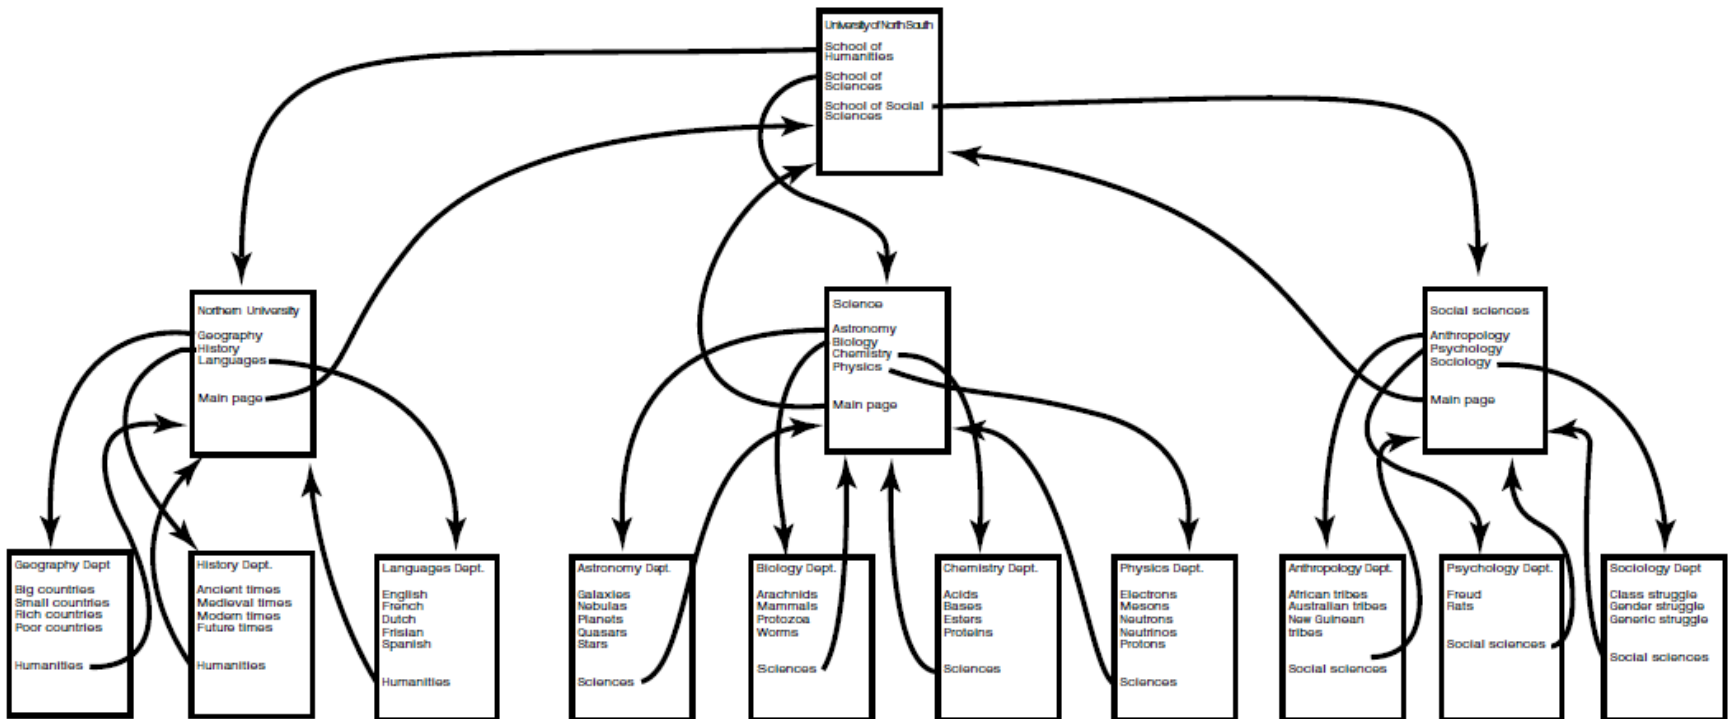 University of North South
School of
Humanities
School of
Sciences
School of Social
Sciences
Northern University
Geography
History
Languages
Main page
Science
Astronomy
Biology
Chemistry
Physics
Main page
Social sciences
Anthropology
Psychology
Sociology
Main page
Geography Dept
Big countries
Small countries
Rich countries
Poor countries
Humanities
History Dept.
Ancient times
Medieval times
Modern times
Future times
Humanities
Languages Dept.
English
French
Dutch
Frisian
Spanish
Humanities
Astronomy Dept.
Galaxies
Nebulas
Planets
Quasars
Stars
Sciences
Biology Dept.
Arachnids
Mammals
Protozoa
Worms
Sciences
Chemistry Dept.
Acids
Bases
Esters
Proteins
Sciences
Physics Dept.
Electrons
Mesons
Neutrons
Neutrinos
Protons
Sciences
Anthropology Dept.
African tribes
Australian tribes
New Guinean
tribes
Social sciences
Psychology Dept.
Freud
Rats
Social sciences
Sociology Dept
Class struggle
Gender struggle
Generic struggle
Social sciences